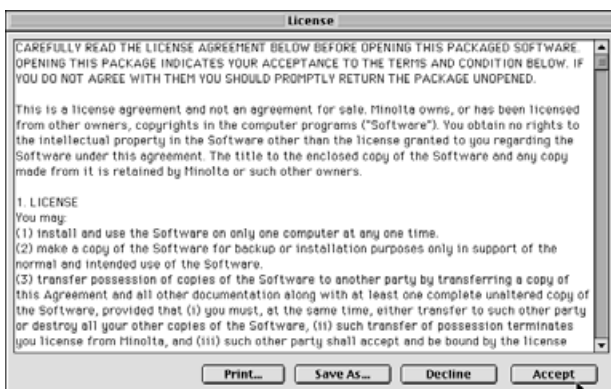 License
CAREFULLY READ THE LICENSE AGREEMENT BELOW BEFORE OPENING THIS PACKAGED SOFTWARE.
OPENING THIS PACKAGE INDICATES YOUR ACCEPTANCE TO THE TERMS AND CONDITION BELOW. IF
YOU DO NOT AGREE WITH THEM YOU SHOULD PROMPTLY RETURN THE PACKAGE UNOPENED.
This is a license agreement and not an agreement for sale. Minolta owns, or has been licensed
from other owners, copyrights in the computer programs ("Software"). You obtain no rights to
the intellectual property in the Software other than the license granted to you regarding the
Software under this agreement. The title to the enclosed copy of the Software and any copy
made from it is retained by Minolta or such other owners.
1. LICENSE
You may:
(1) install and use the Software on only one computer at any one time.
(2) make a copy of the Software for backup or installation purposes only in support of the
normal and intended use of the Software.
(3) transfer possession of copies of the Software to another party by transferring a copy of
this Agreement and all other documentation along with at least one complete unaltered copy of
the Software, provided that (i) you must, at the same time, either transfer to such other party
or destroy all your other copies of the Software, (ii) such transfer of possession terminates
you license from Minolta, and (iii) such other party shall accept and be bound by the license
Print... Save As... Decline Accept